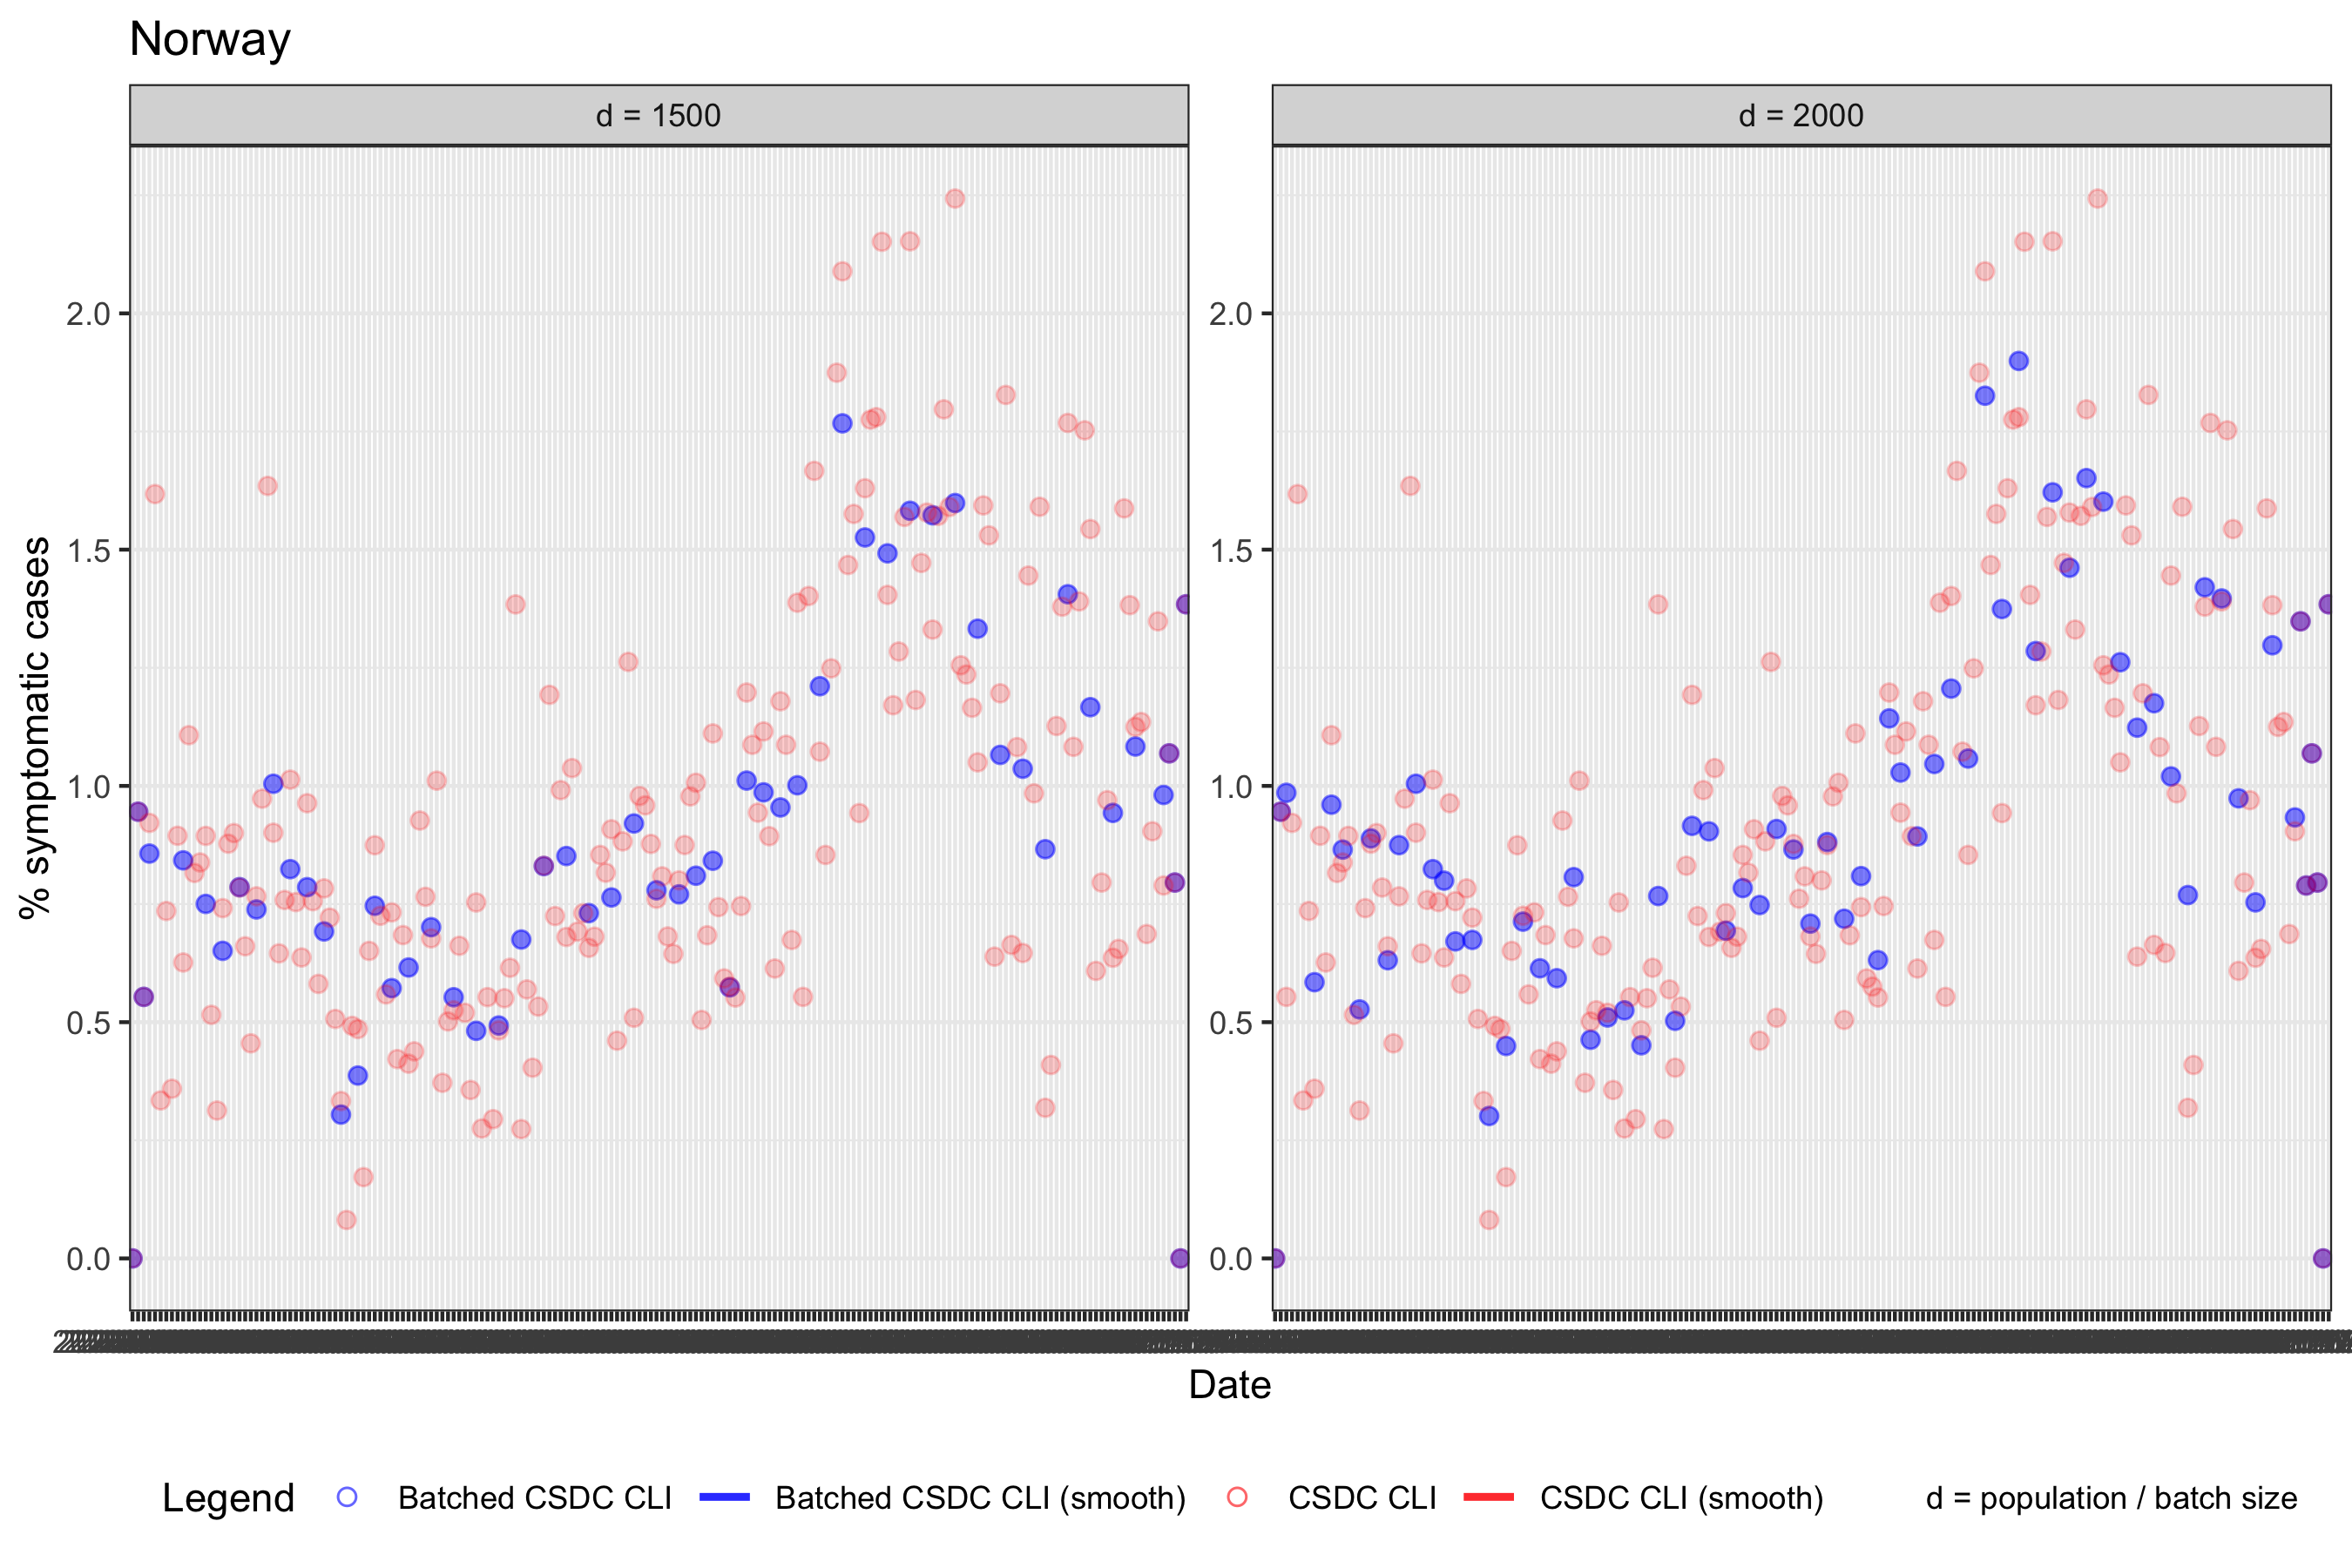 Norway
d = 1500
d = 2000
% symptomatic cases
2.0
1.5
1.0
0.5
0.0
2.0
1.5
1.0
0.5
0.0
Date
Legend Batched CSDC CLI Batched CSDC CLI (smooth) CSDC CLI CSDC CLI (smooth) d = population / batch size